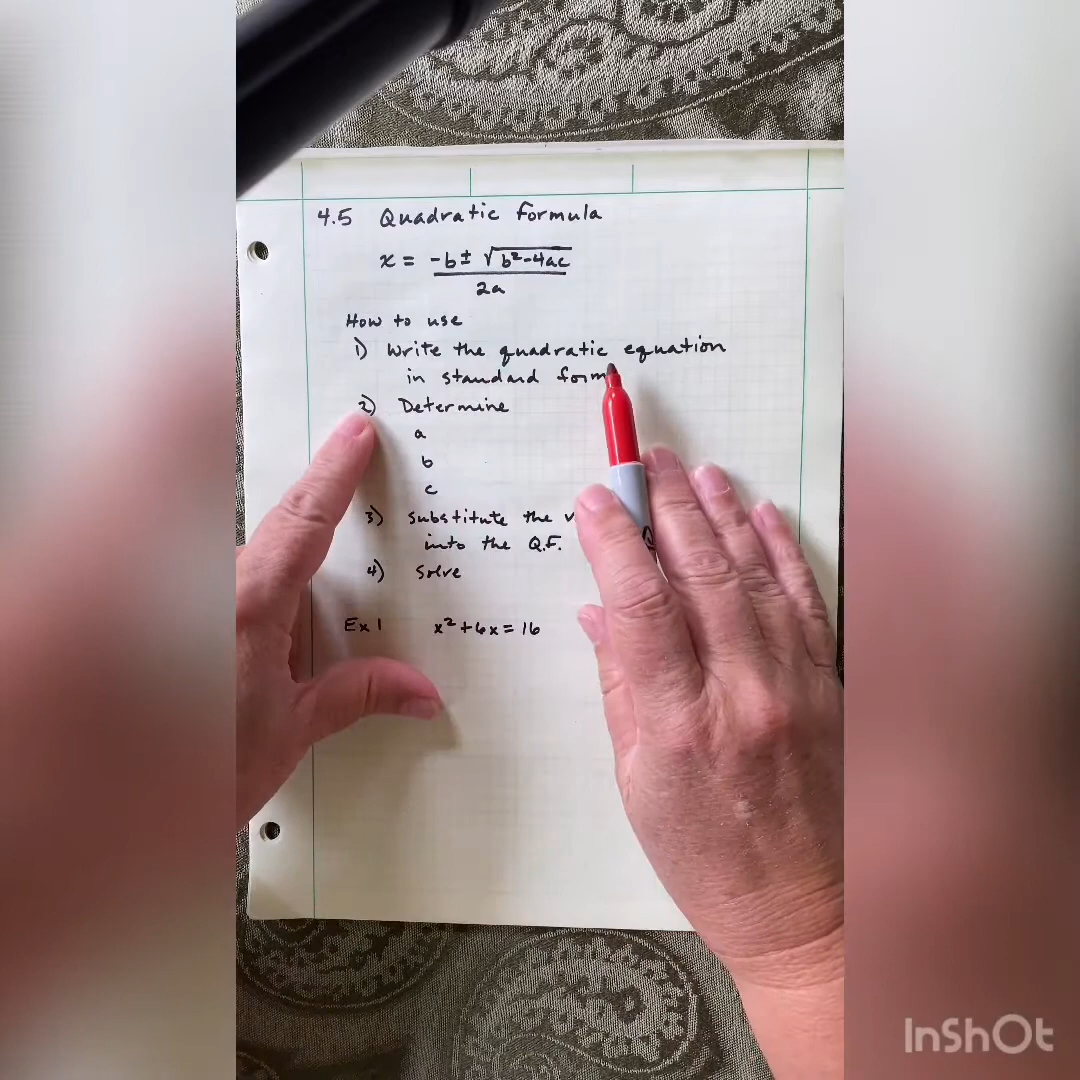 4.5 Quadratic Formula
x = -b ± √b²-4ac
2a
How to use
1) Write the quadratic equation
in standard form
2) Determine
a
b
c
3) substitute the
into the Q.F.
4) Solve
Ex 1 x² + 6x = 16
InShOt